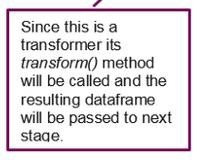 Since this is a
transformer its
transform() method
will be called and the
resulting dataframe
will be passed to next
stage.